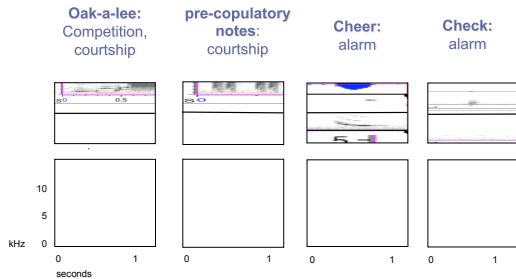 Oak-a-lee:
Competition,
courtship
pre-copulatory
notes:
courtship
Cheer:
alarm
Check:
alarm
0
0.5
15
10
5
0
kHz
0 1
seconds
0 1
0 1
0 1